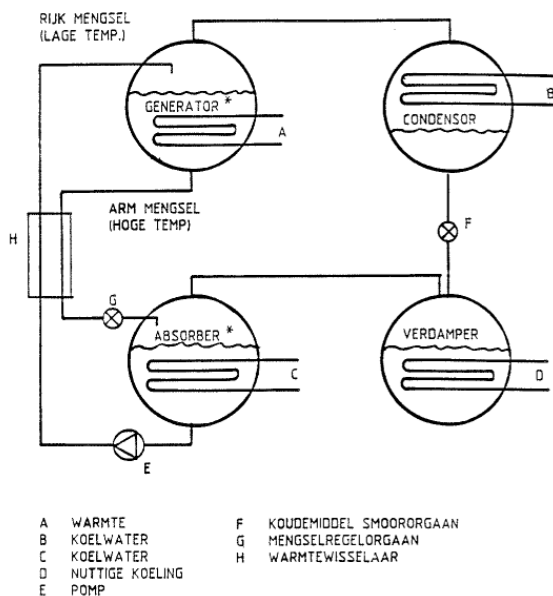 RIJK MENGSEL
(LAGE TEMP.)
GENERATOR *
A
B
CONDENSOR
ARM MENGSEL
(HOGE TEMP)
H
F
G
ABSORBER *
VERDAMPER
C
D
E
A WARMTE
B KOELWATER
C KOELWATER
D NUTTIGE KOELING
E POMP
F KOUDEMIDDEL SMOORORGAAN
G MENGSELREGELORGAAN
H WARMTEWISSELAAR